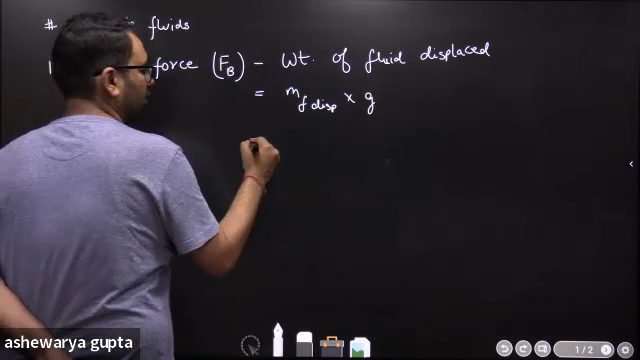 # fluids
force (F_B) - Wt. of fluid displaced
= m_f disp × g
ashewarya gupta
1/2